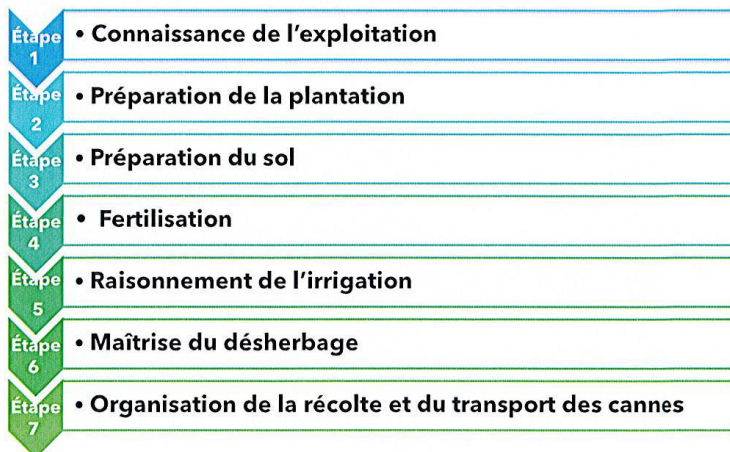 Étape 1 • Connaissance de l'exploitation
Étape 2 • Préparation de la plantation
Étape 3 • Préparation du sol
Étape 4 • Fertilisation
Étape 5 • Raisonnement de l'irrigation
Étape 6 • Maîtrise du désherbage
Étape 7 • Organisation de la récolte et du transport des cannes